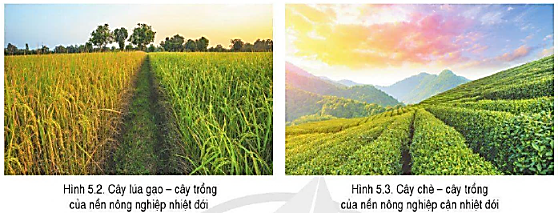 Hình 5.2. Cây lúa gạo – cây trồng
của nền nông nghiệp nhiệt đới
Hình 5.3. Cây chè – cây trồng
của nền nông nghiệp cận nhiệt đới